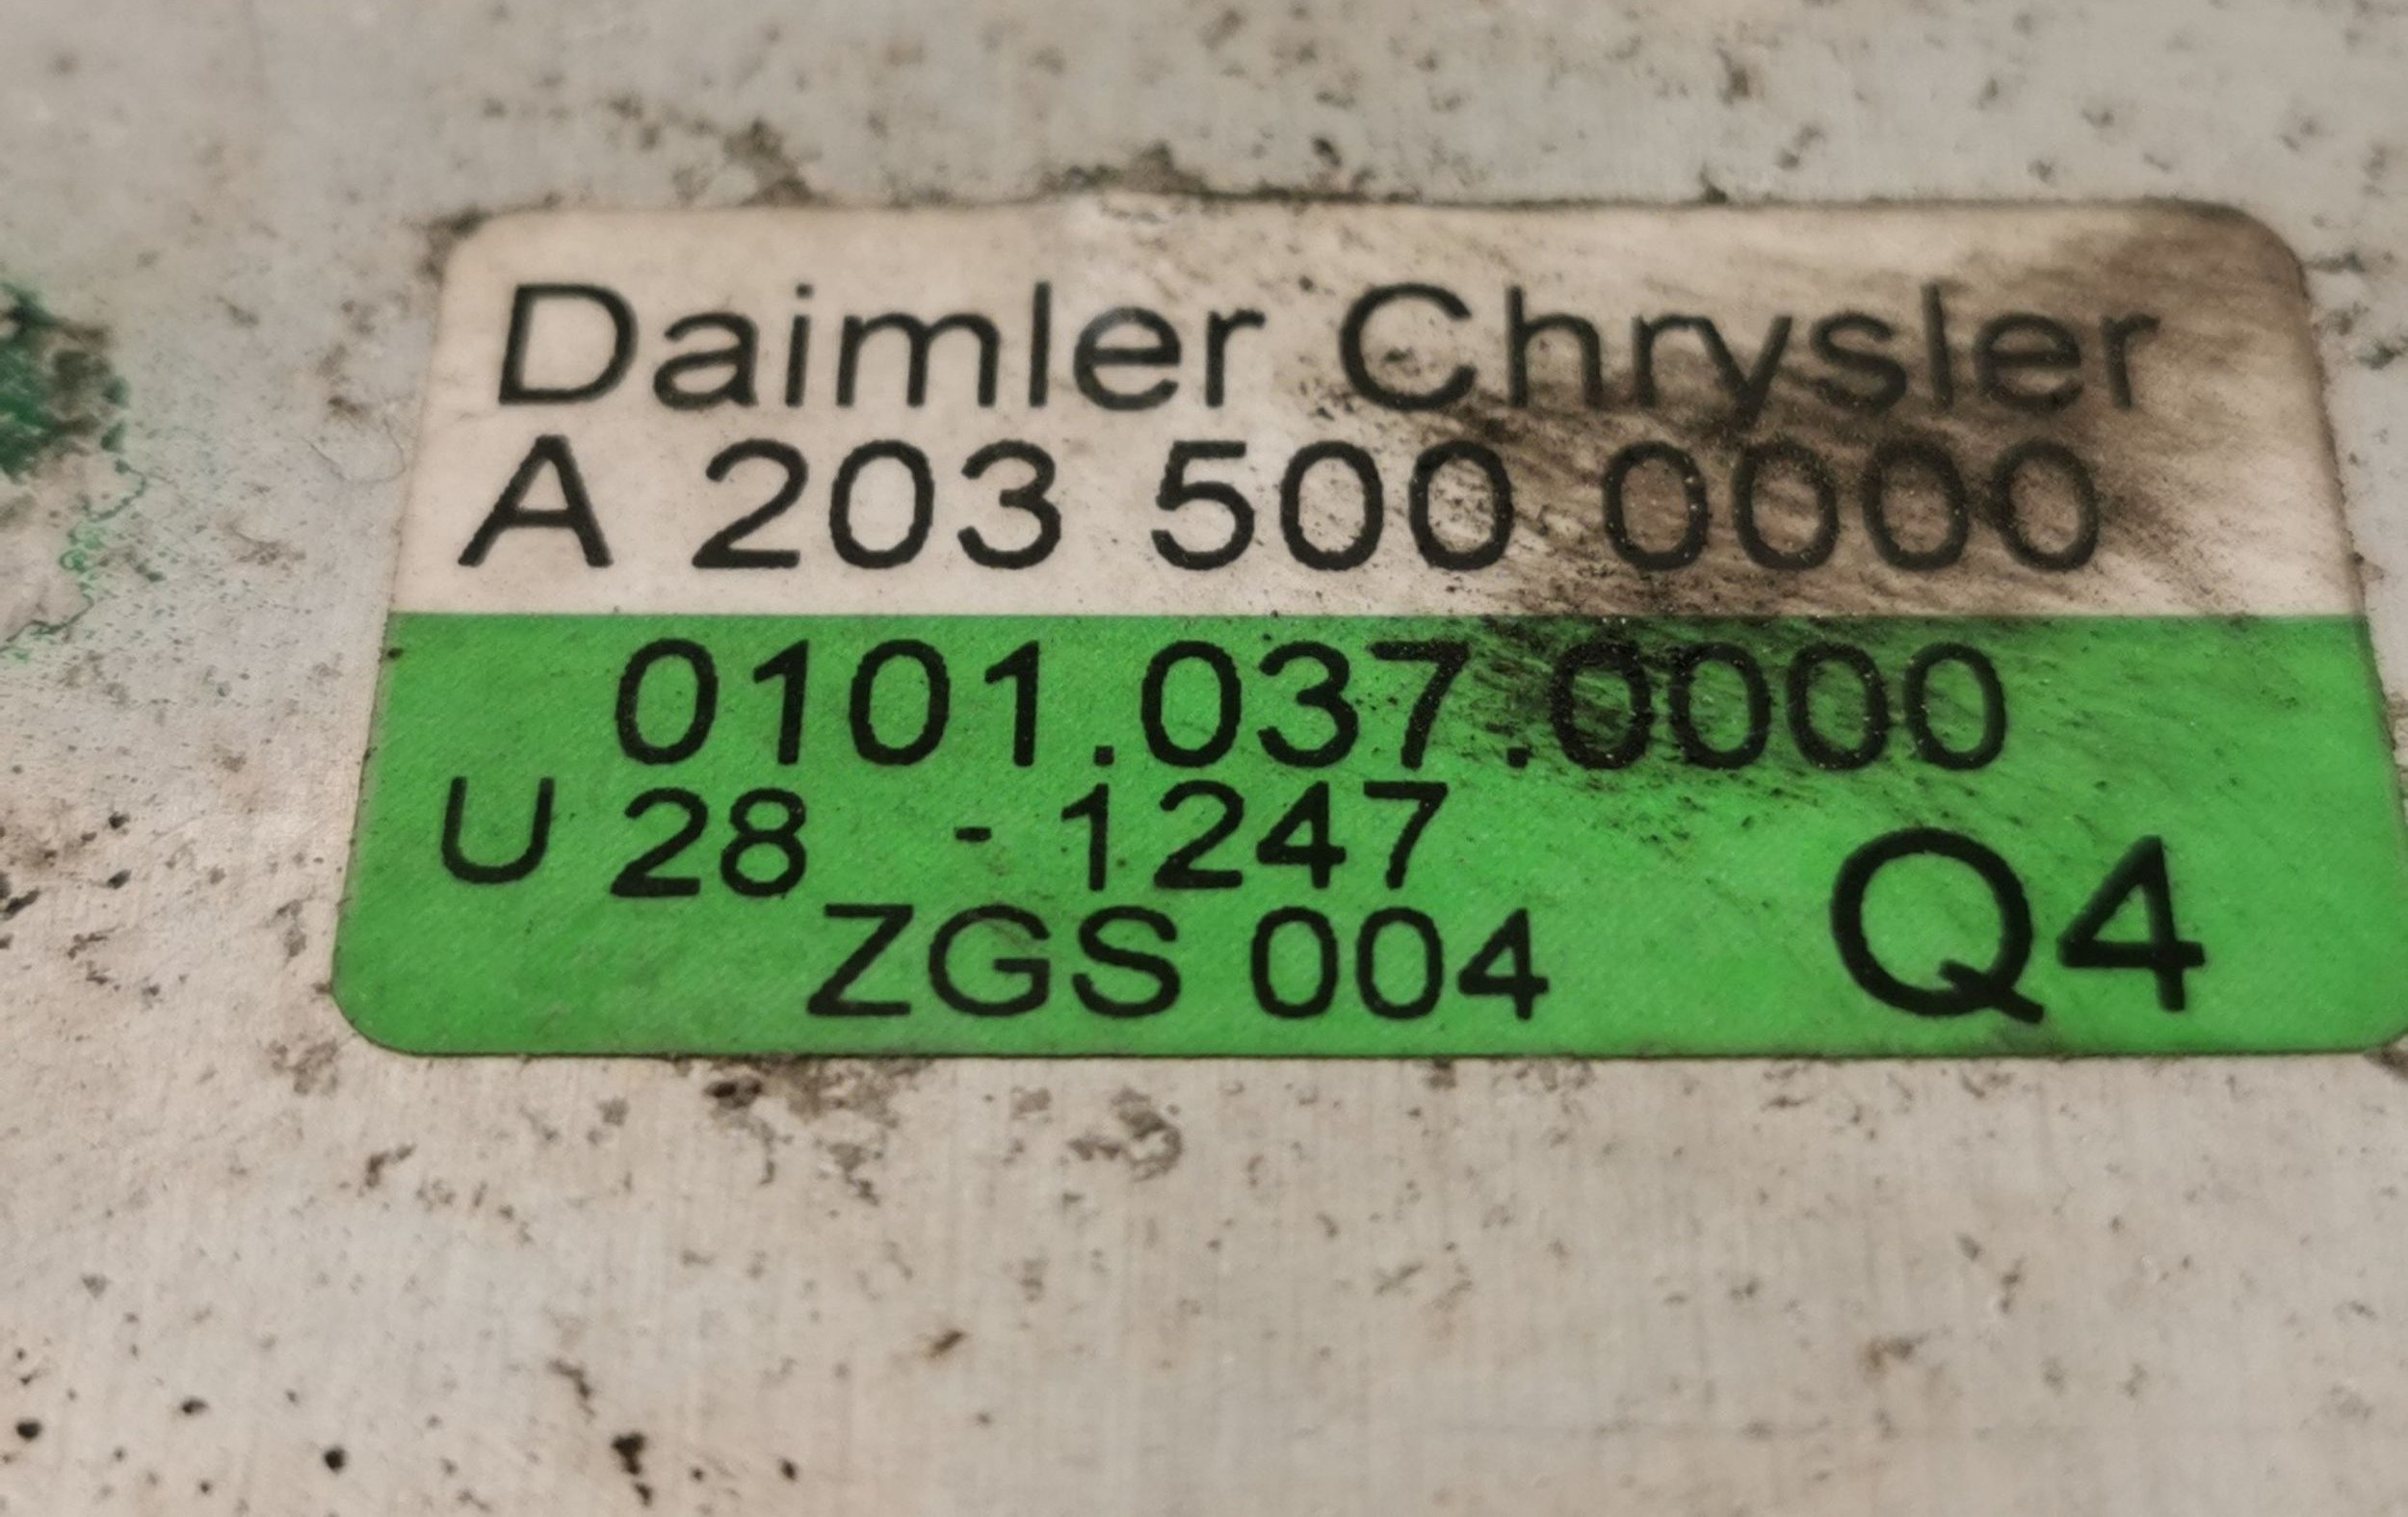 Daimler Chrysler
A 203 500 0000
0101.037.0000
U 28 - 1247
ZGS 004 Q4